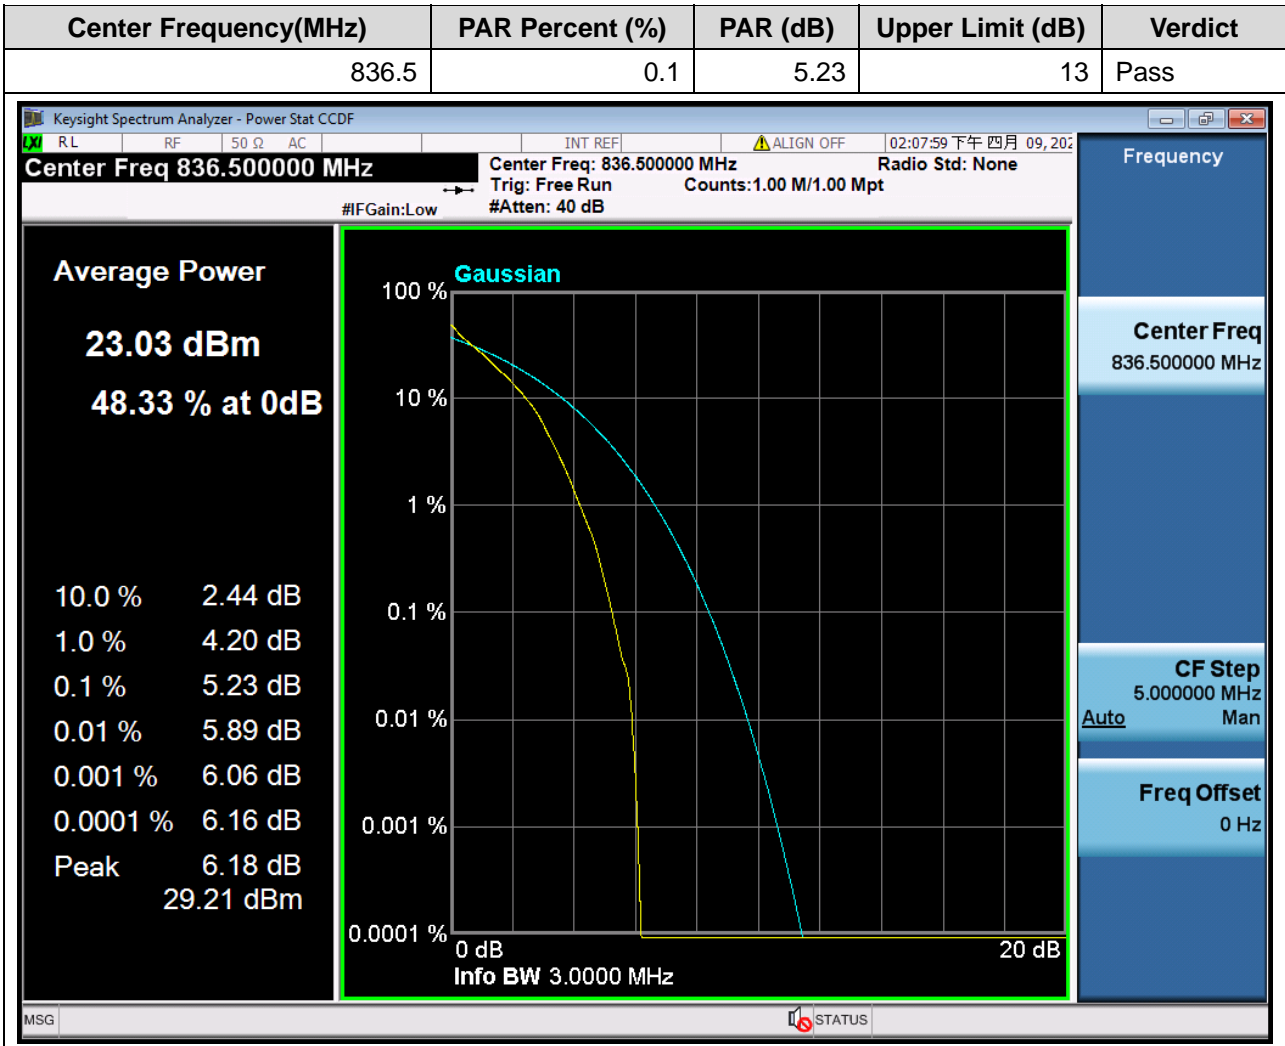 Center Frequency(MHz) PAR Percent (%) PAR (dB) Upper Limit (dB) Verdict
836.5 0.1 5.23 13 Pass
Keysight Spectrum Analyzer - Power Stat CCDF
LXI RL RF 50 Ω AC INT REF ALIGN OFF 02:07:59 下午 四月 09, 202
Center Freq 836.500000 MHz
Center Freq: 836.500000 MHz Radio Std: None
Trig: Free Run Counts:1.00 M/1.00 Mpt
#IFGain:Low #Atten: 40 dB
Frequency
Average Power
23.03 dBm
48.33 % at 0dB
10.0 % 2.44 dB
1.0 % 4.20 dB
0.1 % 5.23 dB
0.01 % 5.89 dB
0.001 % 6.06 dB
0.0001 % 6.16 dB
Peak 6.18 dB
29.21 dBm
Gaussian
100 %
10 %
1 %
0.1 %
0.01 %
0.001 %
0.0001 %
0 dB 20 dB
Info BW 3.0000 MHz
Center Freq
836.500000 MHz
CF Step
5.000000 MHz
Auto Man
Freq Offset
0 Hz
MSG STATUS